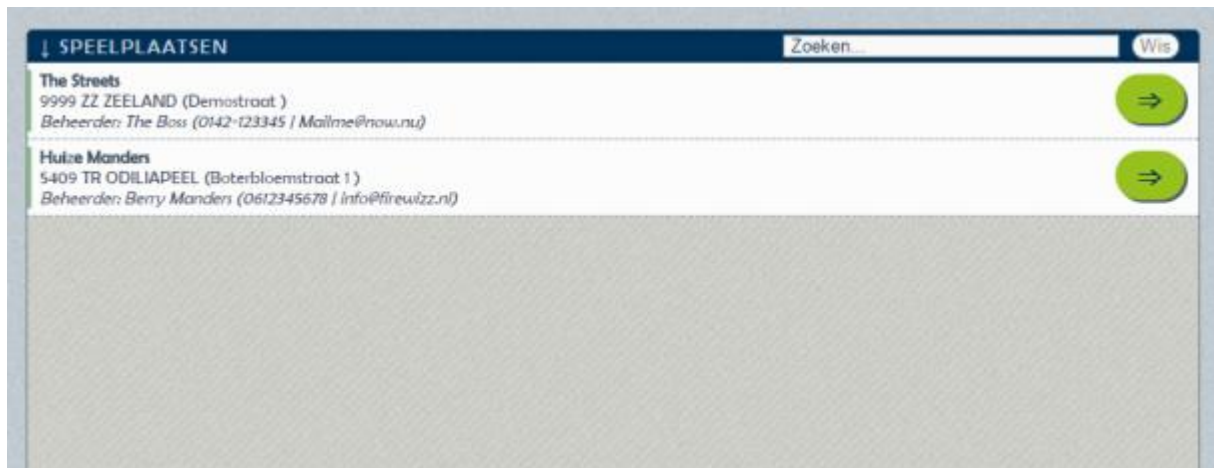 ↓ SPEELPLAATSEN Zoeken... Wis
The Streets
9999 ZZ ZEELAND (Demostraat )
Beheerder: The Boss (0142-123345 / Mailme@now.nu)
⇒
Huize Manders
5409 TR ODILIAPEEL (Boterbloemstraat 1 )
Beheerder: Berry Manders (0612345678 / info@firewizz.nl)
⇒